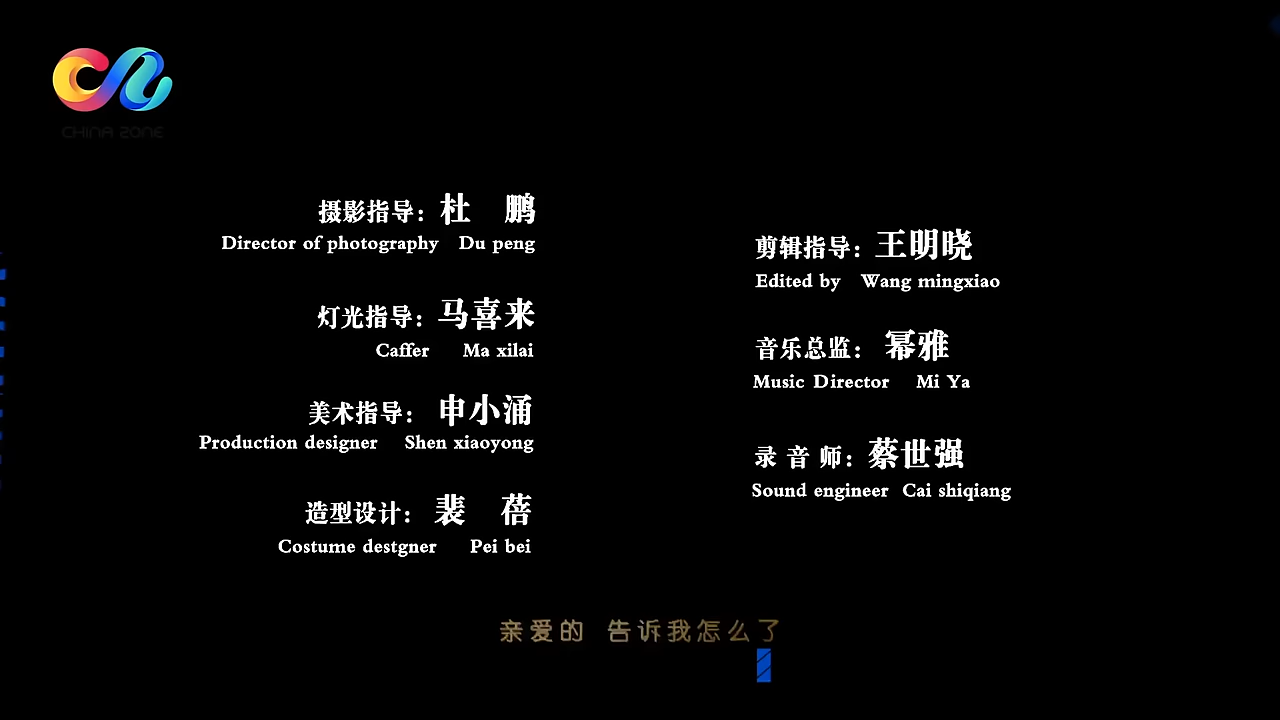 CHINA ZONE
摄影指导：杜 鹏
Director of photography Du peng
灯光指导：马喜来
Caffer Ma xilai
美术指导：申小涌
Production designer Shen xiaoyong
造型设计：裴 蓓
Costume destgner Pei bei
剪辑指导：王明晓
Edited by Wang mingxiao
音乐总监：幂雅
Music Director Mi Ya
录 音 师：蔡世强
Sound engineer Cai shiqiang
亲爱的 告诉我怎么了